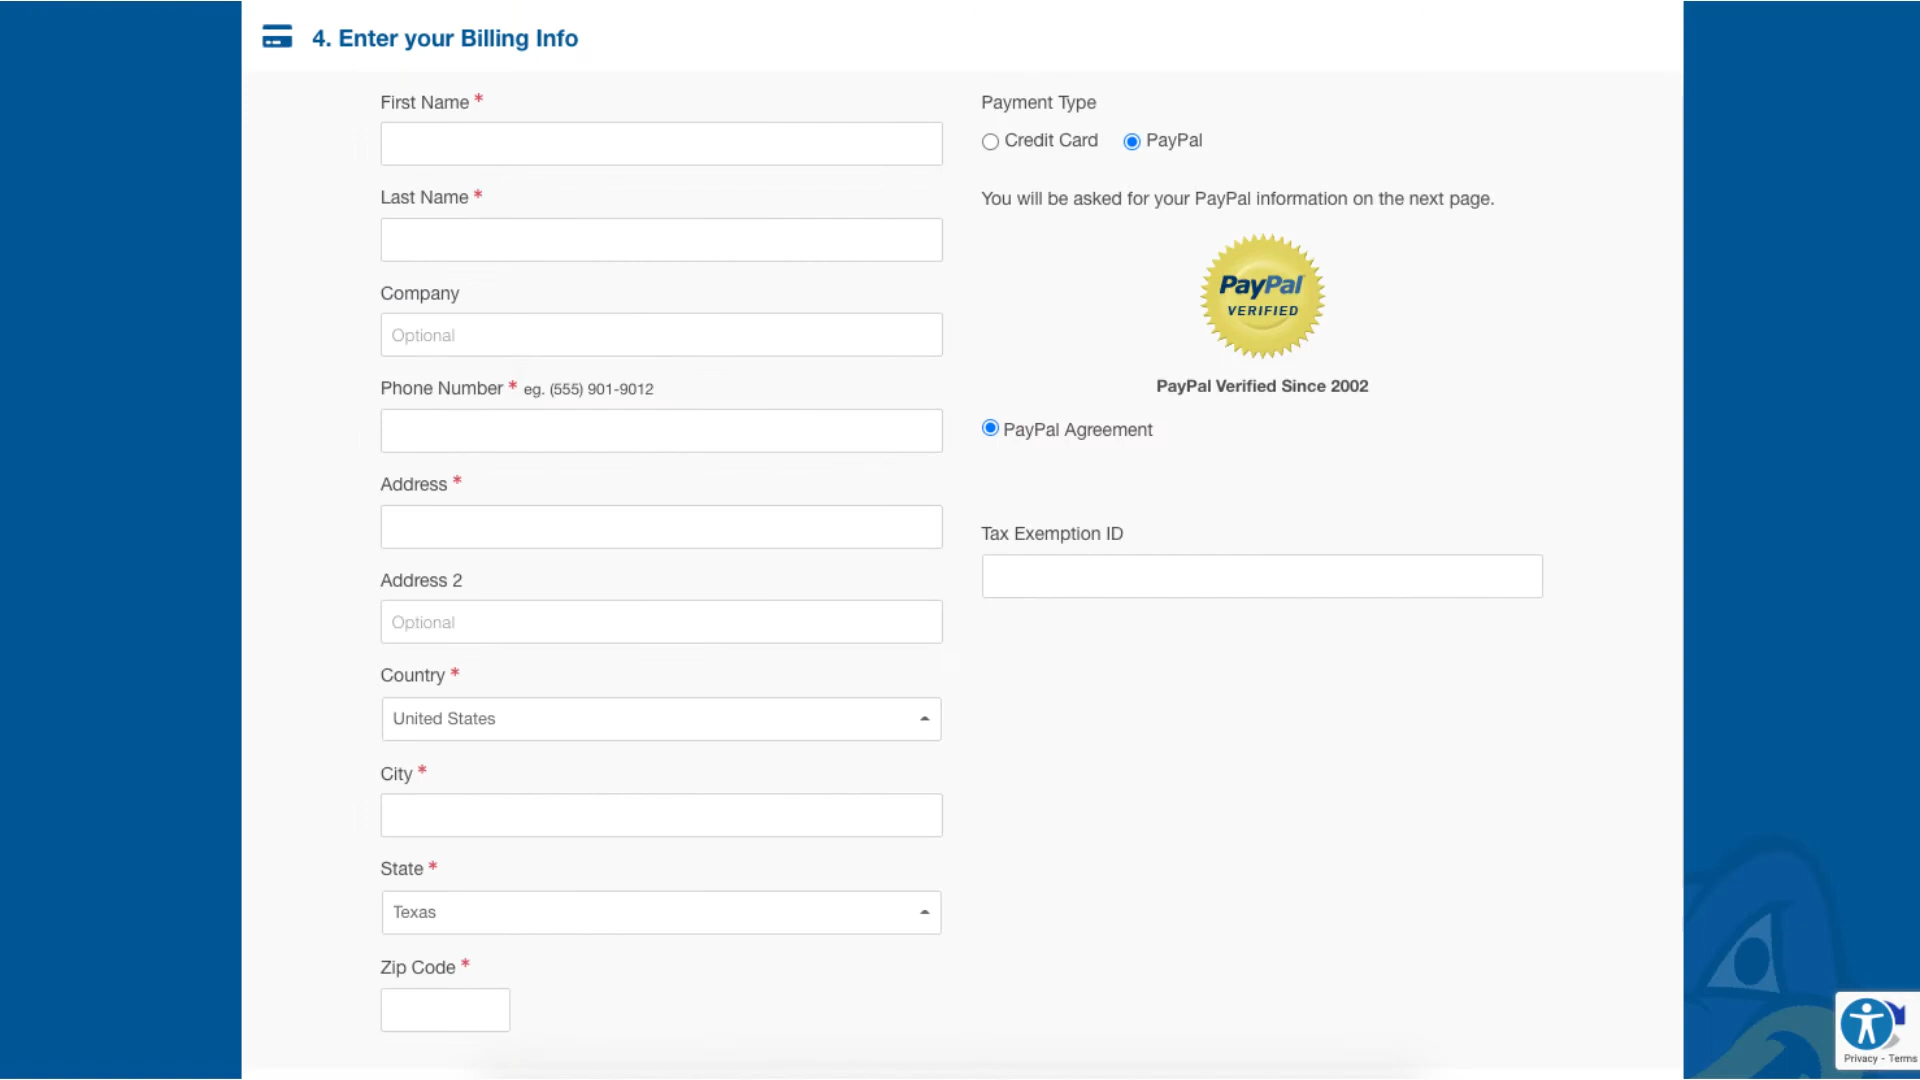 4. Enter your Billing Info
First Name *
Last Name *
Company
Optional
Phone Number * eg. (555) 901-9012
Address *
Address 2
Optional
Country *
United States
City *
State *
Texas
Zip Code *
Payment Type
Credit Card PayPal
You will be asked for your PayPal information on the next page.
PayPal
VERIFIED
PayPal Verified Since 2002
PayPal Agreement
Tax Exemption ID
Privacy - Terms